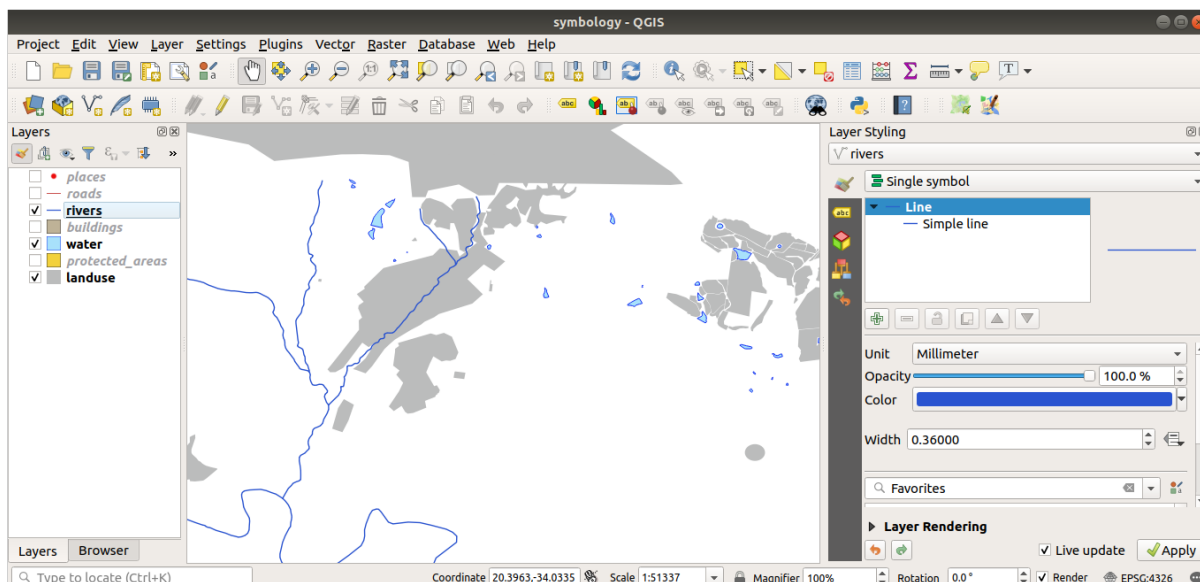 symbology - QGIS
Project Edit View Layer Settings Plugins Vector Raster Database Web Help
Layers
places
roads
rivers
buildings
water
protected_areas
landuse
Layers Browser
Layer Styling
rivers
Single symbol
Line
Simple line
Unit Millimeter
Opacity 100.0 %
Color
Width 0.36000
Favorites
Layer Rendering
Live update Apply
Type to locate (Ctrl+K) Coordinate 20.3963,-34.0335 Scale 1:51337 Magnifier 100% Rotation 0.0° Render EPSG:4326